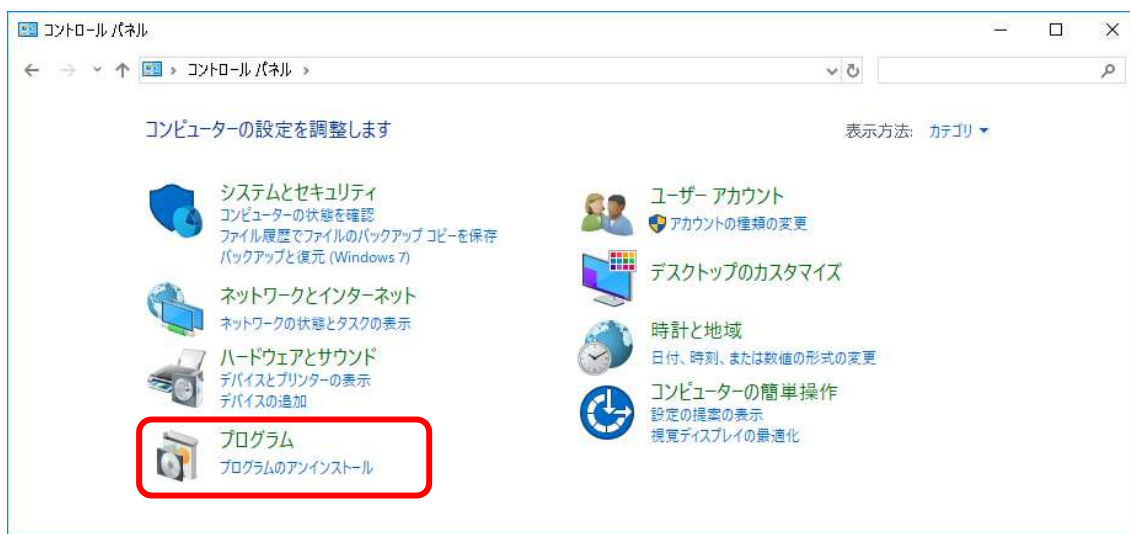 コントロール パネル
コントロール パネル
コンピューターの設定を調整します
表示方法: カテゴリ
システムとセキュリティ
コンピューターの状態を確認
ファイル履歴でファイルのバックアップ コピーを保存
バックアップと復元 (Windows 7)
ネットワークとインターネット
ネットワークの状態とタスクの表示
ハードウェアとサウンド
デバイスとプリンターの表示
デバイスの追加
プログラム
プログラムのアンインストール
ユーザー アカウント
アカウントの種類の変更
デスクトップのカスタマイズ
時計と地域
日付、時刻、または数値の形式の変更
コンピューターの簡単操作
設定の提案の表示
視覚ディスプレイの最適化